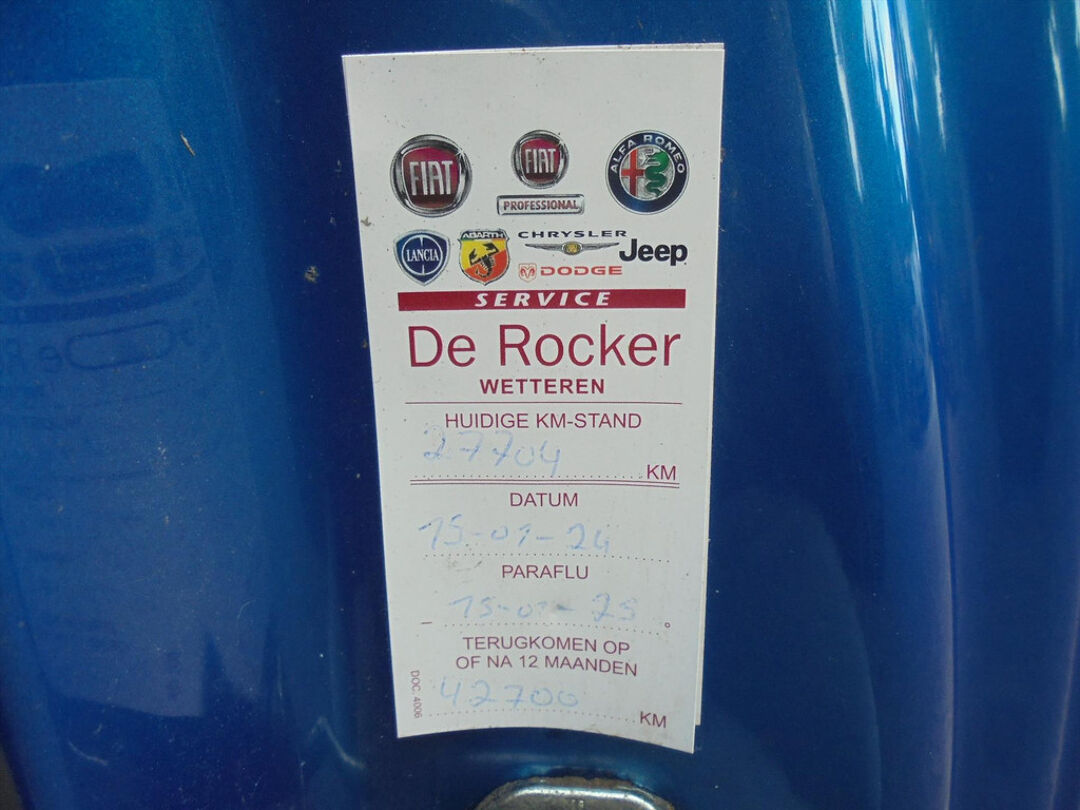 FIAT
FIAT
PROFESSIONAL
ALFA ROMEO
LANCIA
ABARTH
CHRYSLER
Jeep
DODGE
SERVICE
De Rocker
WETTEREN
HUIDIGE KM-STAND
27704
KM
DATUM
15-01-24
PARAFLU
- 15-01-25 °
TERUGKOMEN OP
OF NA 12 MAANDEN
42700
KM
DOC. 4006